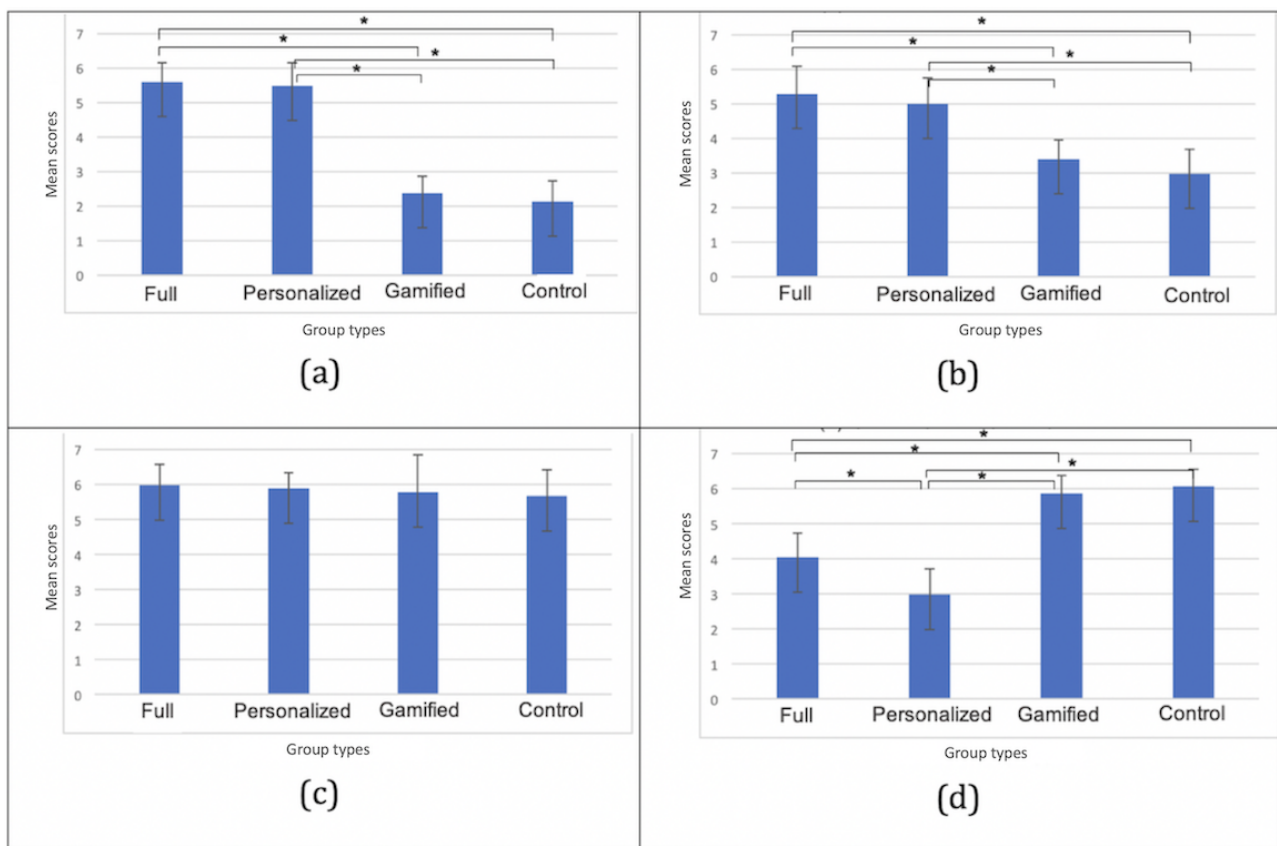 * * * *
7
6
5
4
3
2
1
0
Mean scores
Full Personalized Gamified Control
Group types
(a)
* * * *
7
6
5
4
3
2
1
0
Mean scores
Full Personalized Gamified Control
Group types
(b)
7
6
5
4
3
2
1
0
Mean scores
Full Personalized Gamified Control
Group types
(c)
* * * * *
7
6
5
4
3
2
1
0
Mean scores
Full Personalized Gamified Control
Group types
(d)